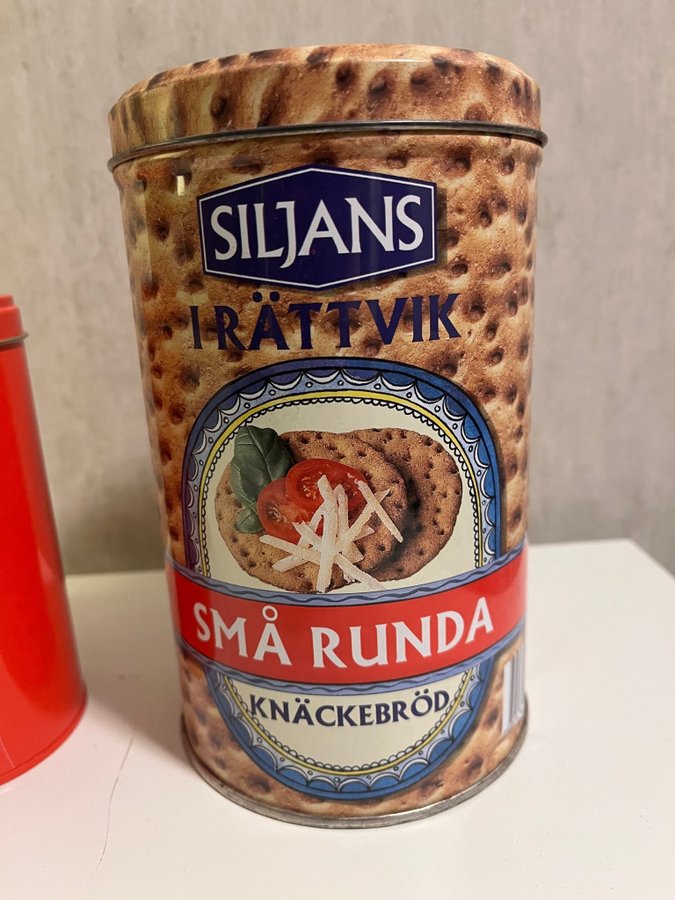 SILJANS
I RÄTTVIK
SMÅ RUNDA
KNÄCKEBRÖD